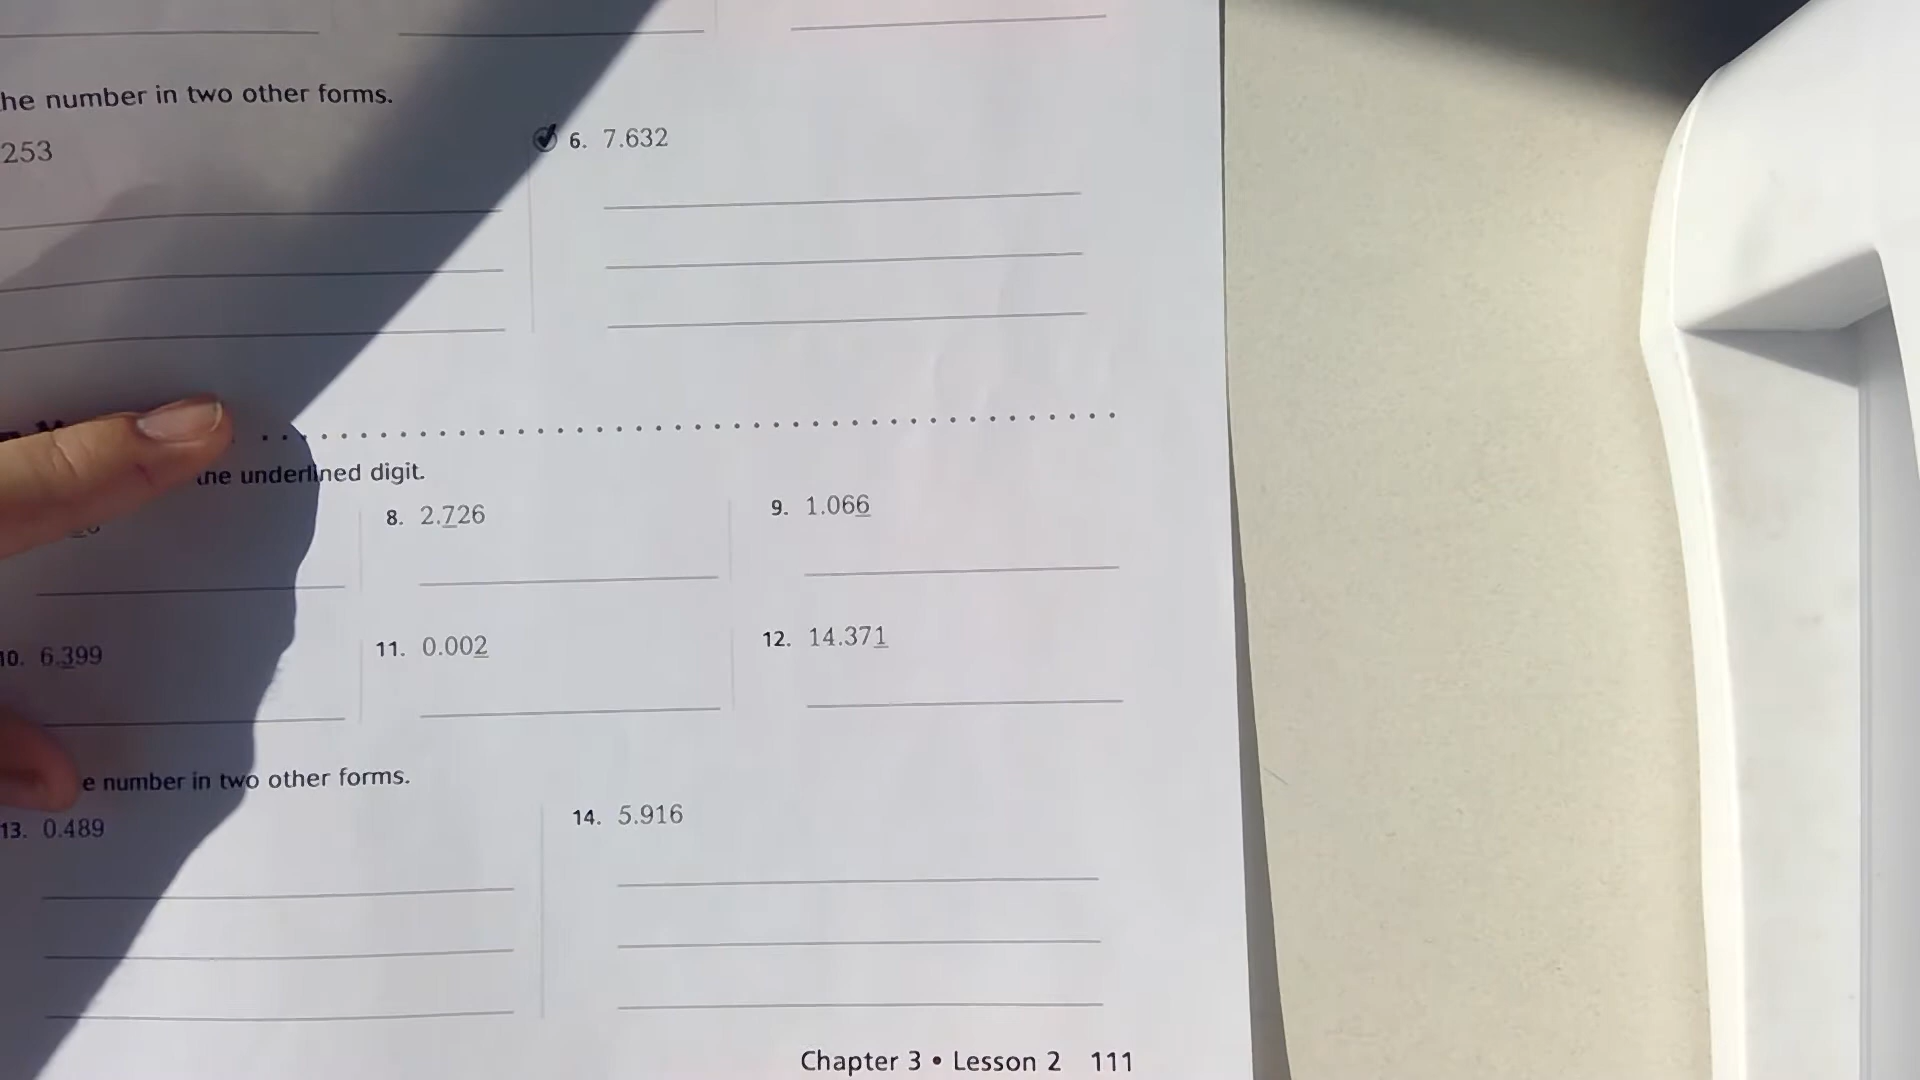 he number in two other forms.
253
6. 7.632
the underlined digit.
8. 2.726
9. 1.066
10. 6.399
11. 0.002
12. 14.371
e number in two other forms.
13. 0.489
14. 5.916
Chapter 3 • Lesson 2 111